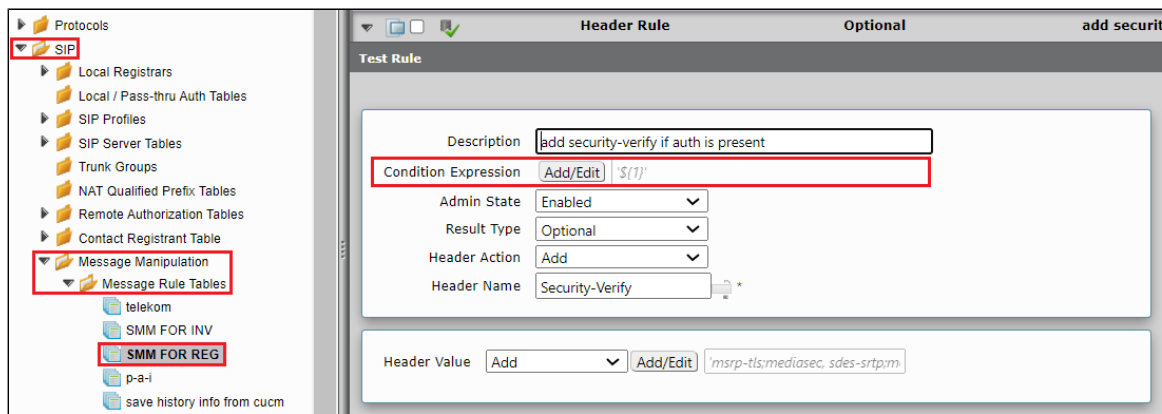 Protocols
SIP
Local Registrars
Local / Pass-thru Auth Tables
SIP Profiles
SIP Server Tables
Trunk Groups
NAT Qualified Prefix Tables
Remote Authorization Tables
Contact Registrant Table
Message Manipulation
Message Rule Tables
telekom
SMM FOR INV
SMM FOR REG
p-a-i
save history info from cucm
Header Rule Optional add securit
Test Rule
Description add security-verify if auth is present
Condition Expression Add/Edit '${1}'
Admin State Enabled
Result Type Optional
Header Action Add
Header Name Security-Verify *
Header Value Add Add/Edit 'msrp-tls;mediasec, sdes-srtp;m